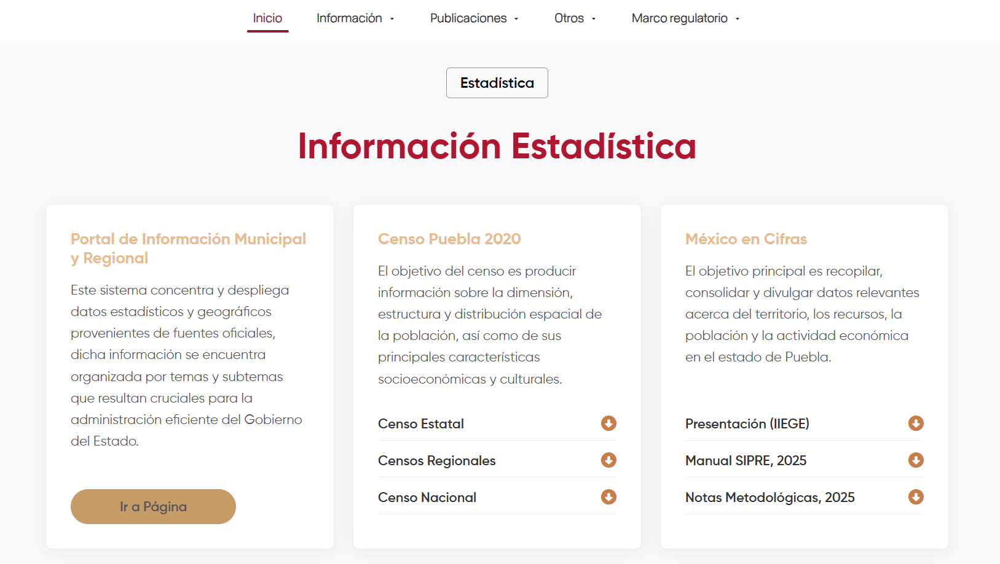 Inicio
Información
Publicaciones
Otros
Marco regulatorio
Estadística
Información Estadística
Portal de Información Municipal
y Regional
Este sistema concentra y despliega
datos estadísticos y geográficos
provenientes de fuentes oficiales,
dicha información se encuentra
organizada por temas y subtemas
que resultan cruciales para la
administración eficiente del Gobierno
del Estado.
Ir a Página
Censo Puebla 2020
El objetivo del censo es producir
información sobre la dimensión,
estructura y distribución espacial de
la población, así como de sus
principales características
socioeconómicas y culturales.
Censo Estatal
Censos Regionales
Censo Nacional
México en Cifras
El objetivo principal es recopilar,
consolidar y divulgar datos relevantes
acerca del territorio, los recursos, la
población y la actividad económica
en el estado de Puebla.
Presentación (IIEGE)
Manual SIPRE, 2025
Notas Metodológicas, 2025